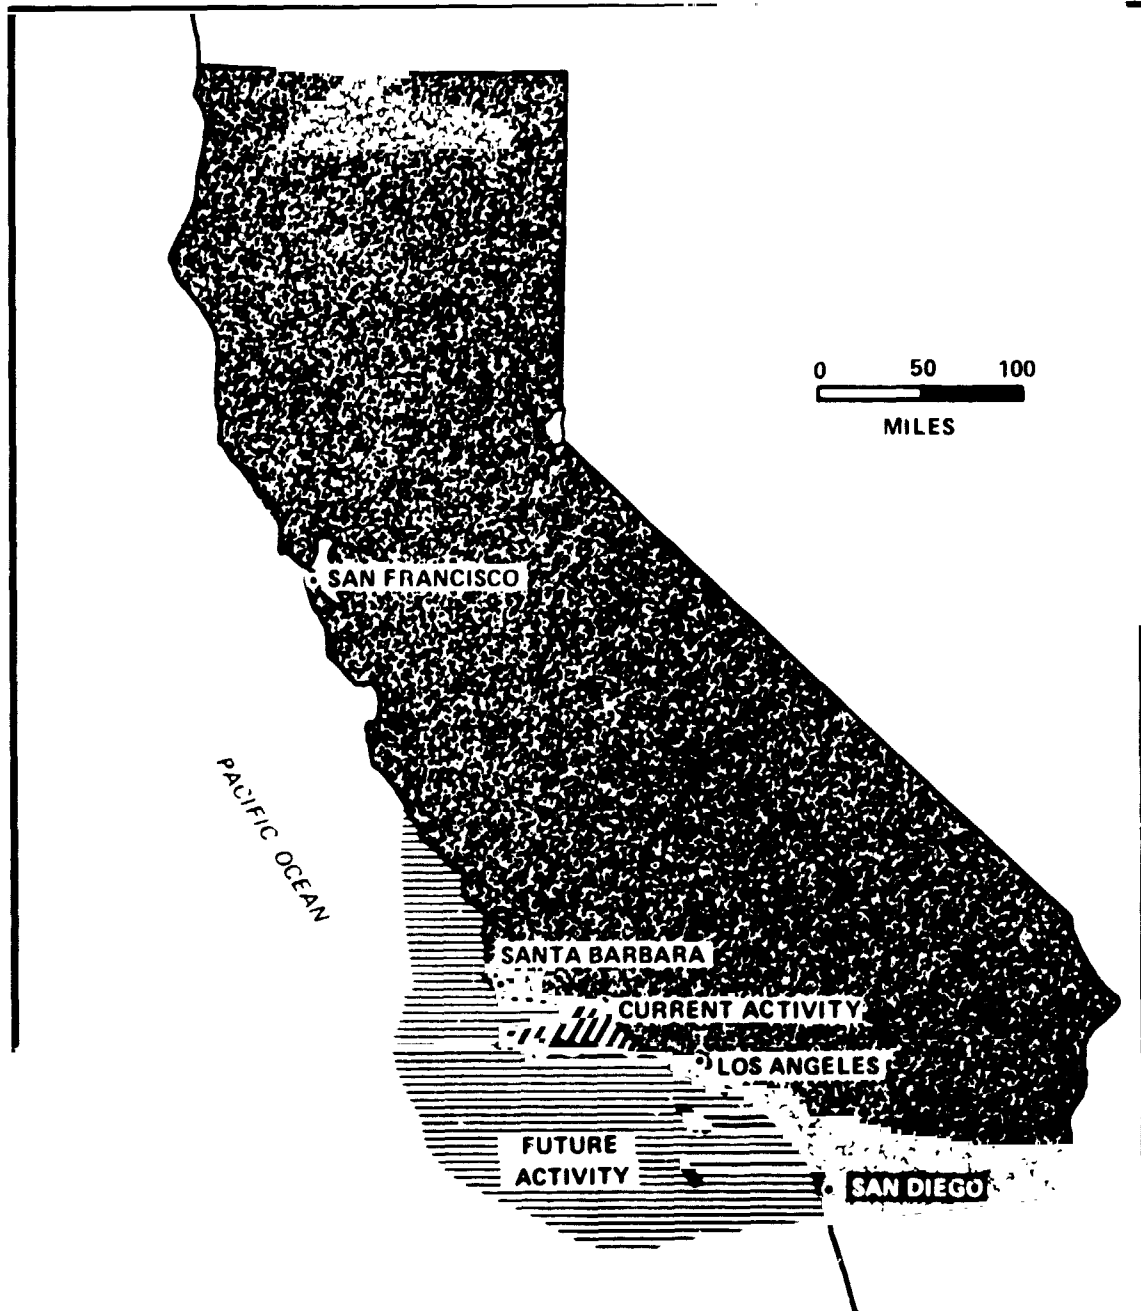 0 50 100
MILES
SAN FRANCISCO
PACIFIC OCEAN
SANTA BARBARA
CURRENT ACTIVITY
LOS ANGELES
FUTURE
ACTIVITY
SAN DIEGO